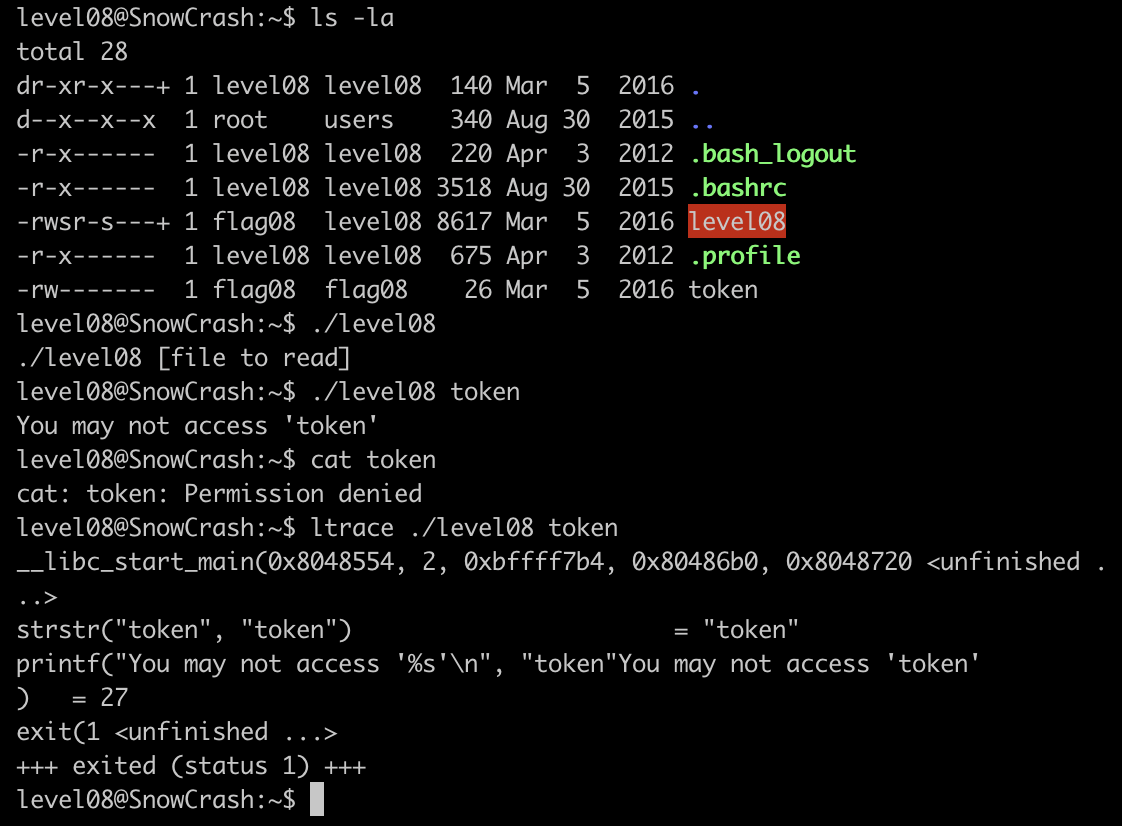 level08@SnowCrash:~$ ls -la
total 28
dr-xr-x---+ 1 level08 level08  140 Mar  5  2016 .
d--x--x--x  1 root    users    340 Aug 30  2015 ..
-r-x------  1 level08 level08  220 Apr  3  2012 .bash_logout
-r-x------  1 level08 level08 3518 Aug 30  2015 .bashrc
-rwsr-s---+ 1 flag08  level08 8617 Mar  5  2016 level08
-r-x------  1 level08 level08  675 Apr  3  2012 .profile
-rw-------  1 flag08  flag08    26 Mar  5  2016 token
level08@SnowCrash:~$ ./level08
./level08 [file to read]
level08@SnowCrash:~$ ./level08 token
You may not access 'token'
level08@SnowCrash:~$ cat token
cat: token: Permission denied
level08@SnowCrash:~$ ltrace ./level08 token
__libc_start_main(0x8048554, 2, 0xbffff7b4, 0x80486b0, 0x8048720 <unfinished .
..>
strstr("token", "token")                       = "token"
printf("You may not access '%s'\n", "token"You may not access 'token'
)   = 27
exit(1 <unfinished ...>
+++ exited (status 1) +++
level08@SnowCrash:~$